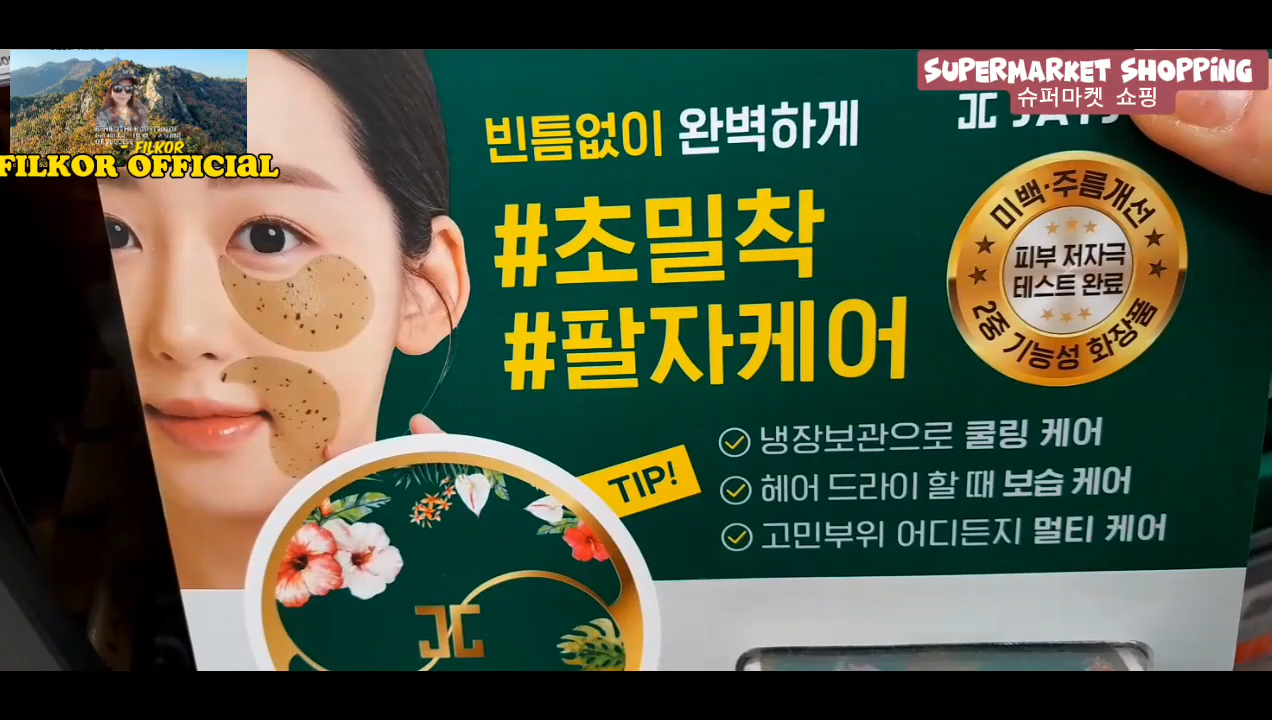 SUPERMARKET SHOPPING
슈퍼마켓 쇼핑
FILKOR
FILKOR OFFICIAL
빈틈없이 완벽하게
#초밀착
#팔자케어
미백·주름개선
피부 저자극
테스트 완료
2중 기능성 화장품
TIP!
냉장보관으로 쿨링 케어
헤어 드라이 할 때 보습 케어
고민부위 어디든지 멀티 케어